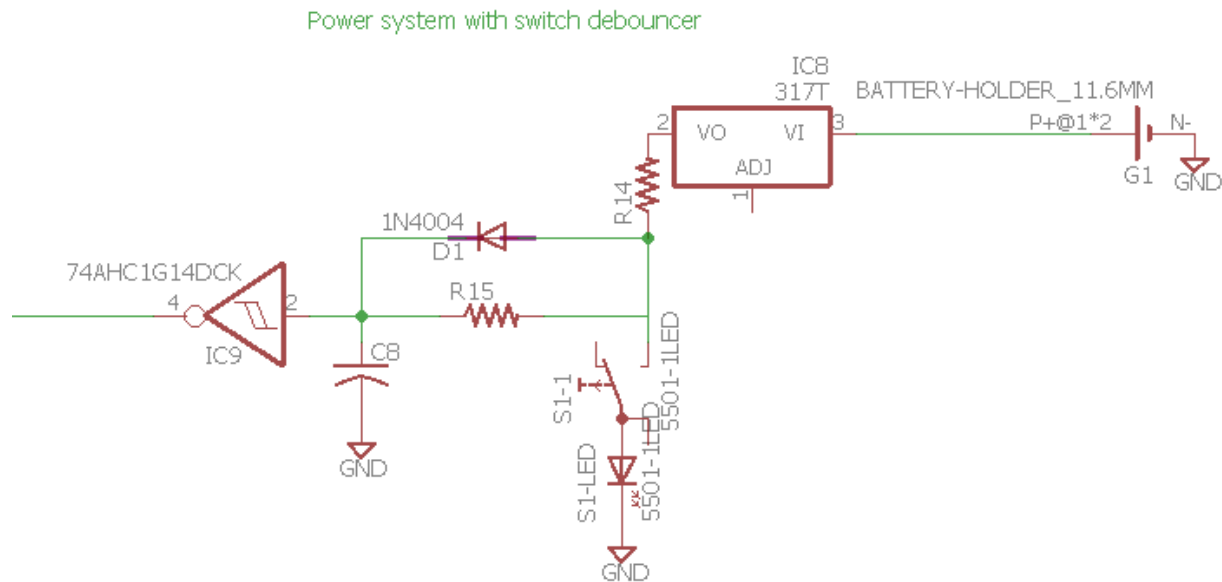 Power system with switch debouncer
IC8
317T
BATTERY-HOLDER_11.6MM
2
VO
VI
3
P+@1*2
N-
ADJ
1
G1
GND
R14
1N4004
D1
74AHC1G14DCK
4
2
IC9
R15
C8
GND
S1-1
5501-1LED
S1-LED
5501-1LED
GND